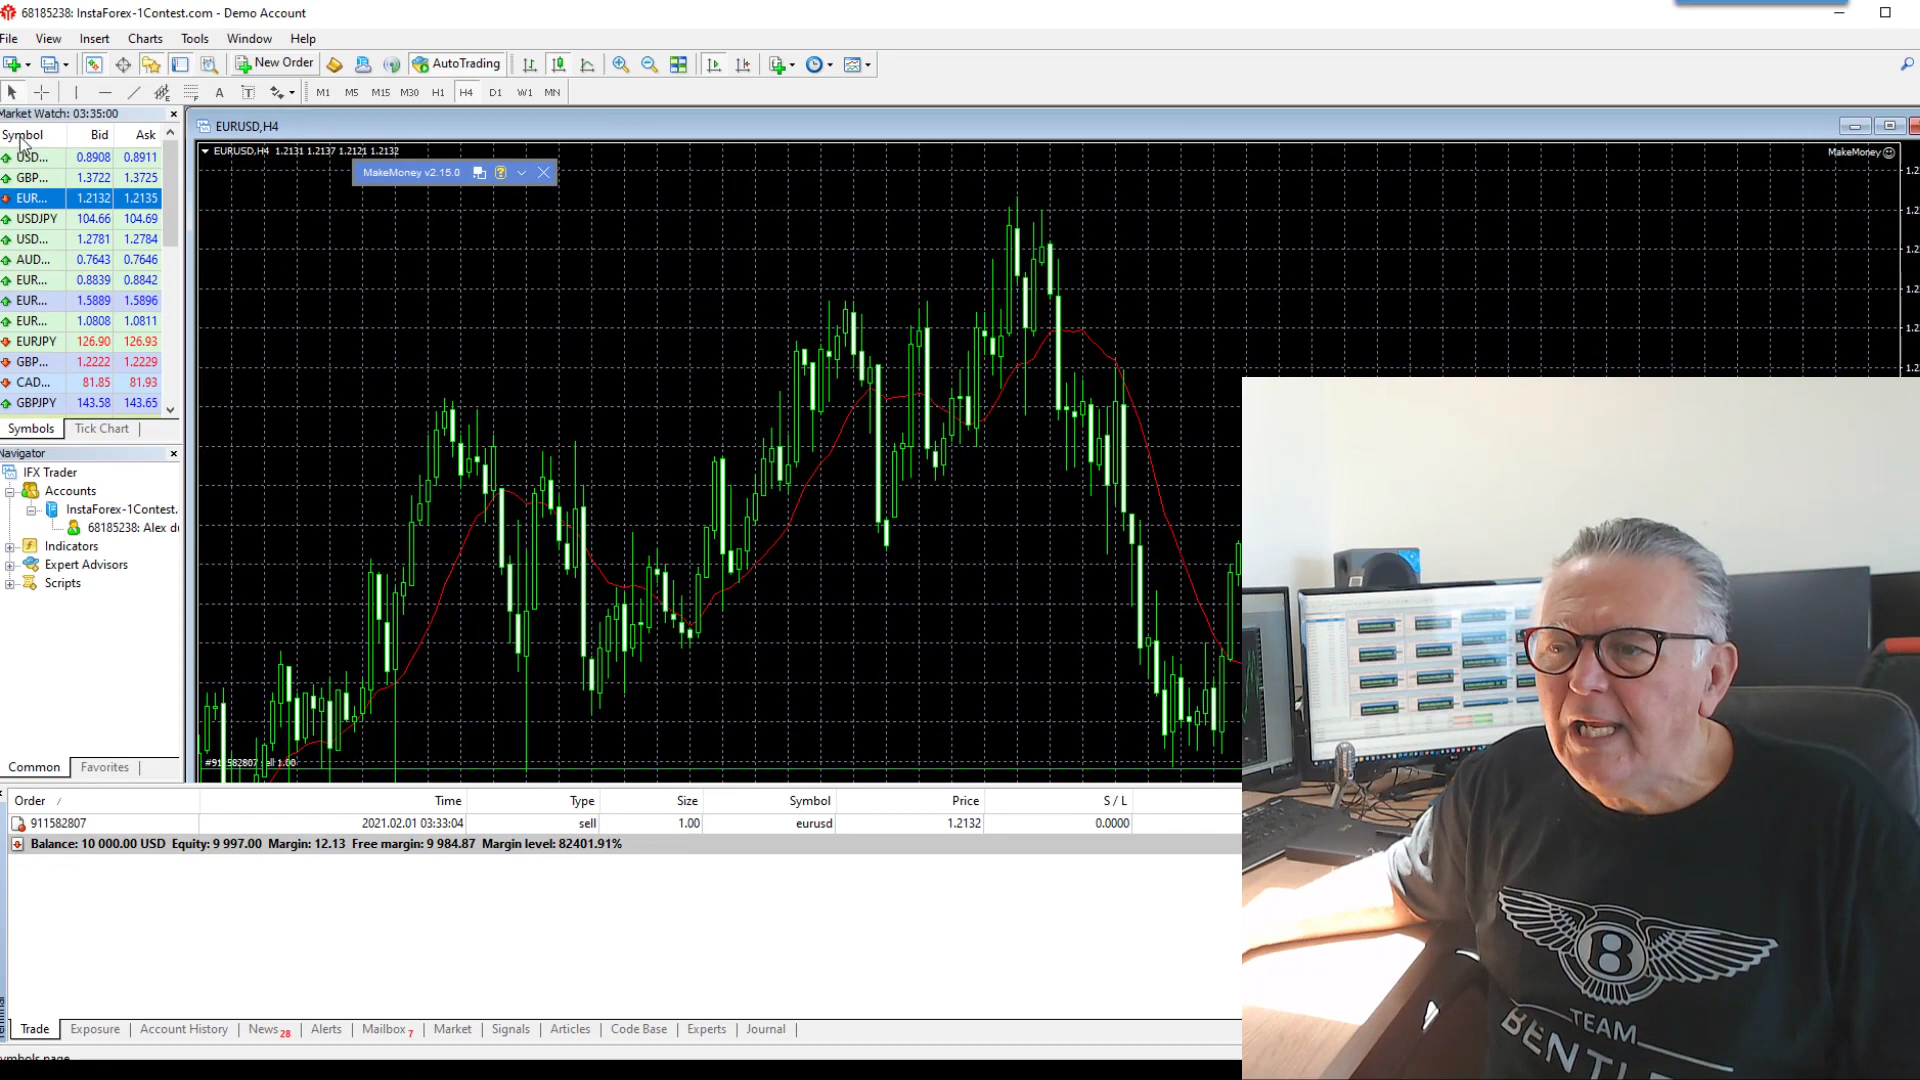 68185238: InstaForex-1Contest.com - Demo Account
File View Insert Charts Tools Window Help
New Order AutoTrading
A T M1 M5 M15 M30 H1 H4 D1 W1 MN
Market Watch: 03:35:00
Symbol Bid Ask
USD... 0.8908 0.8911
GBP... 1.3722 1.3725
EUR... 1.2132 1.2135
USDJPY 104.66 104.69
USD... 1.2781 1.2784
AUD... 0.7643 0.7646
EUR... 0.8839 0.8842
EUR... 1.5889 1.5896
EUR... 1.0808 1.0811
EURJPY 126.90 126.93
GBP... 1.2222 1.2229
CAD... 81.85 81.93
GBPJPY 143.58 143.65
Symbols Tick Chart
Navigator
IFX Trader
Accounts
InstaForex-1Contest.
68185238: Alex d
Indicators
Expert Advisors
Scripts
Common Favorites
EURUSD,H4
EURUSD,H4 1.2131 1.2137 1.2121 1.2132
MakeMoney
MakeMoney v2.15.0
#911582807 sell 1.00
Order Time Type Size Symbol Price S / L
911582807 2021.02.01 03:33:04 sell 1.00 eurusd 1.2132 0.0000
Balance: 10 000.00 USD Equity: 9 997.00 Margin: 12.13 Free margin: 9 984.87 Margin level: 82401.91%
Trade Exposure Account History News 28 Alerts Mailbox 7 Market Signals Articles Code Base Experts Journal
B
TEAM
BENTLE